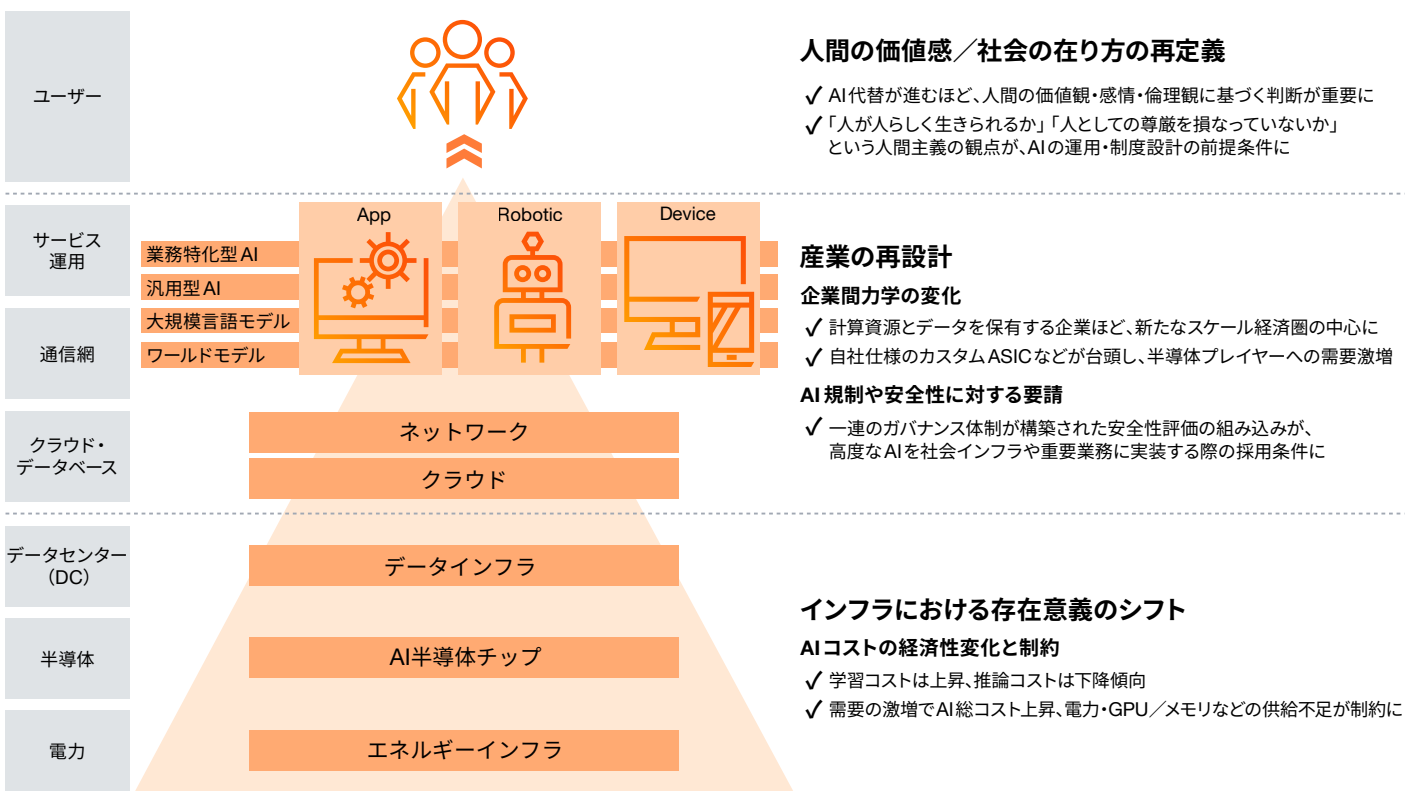 ユーザー
人間の価値感／社会の在り方の再定義
✓ AI代替が進むほど、人間の価値観・感情・倫理観に基づく判断が重要に
✓ 「人が人らしく生きられるか」「人としての尊厳を損なっていないか」
という人間主義の観点が、AIの運用・制度設計の前提条件に
サービス
運用
通信網
クラウド・
データベース
App
Robotic
Device
業務特化型AI
汎用型AI
大規模言語モデル
ワールドモデル
ネットワーク
クラウド
産業の再設計
企業間力学の変化
✓ 計算資源とデータを保有する企業ほど、新たなスケール経済圏の中心に
✓ 自社仕様のカスタムASICなどが台頭し、半導体プレイヤーへの需要激増
AI規制や安全性に対する要請
✓ 一連のガバナンス体制が構築された安全性評価の組み込みが、
高度なAIを社会インフラや重要業務に実装する際の採用条件に
データセンター
（DC）
半導体
電力
データインフラ
AI半導体チップ
エネルギーインフラ
インフラにおける存在意義のシフト
AIコストの経済性変化と制約
✓ 学習コストは上昇、推論コストは下降傾向
✓ 需要の激増でAI総コスト上昇、電力・GPU／メモリなどの供給不足が制約に